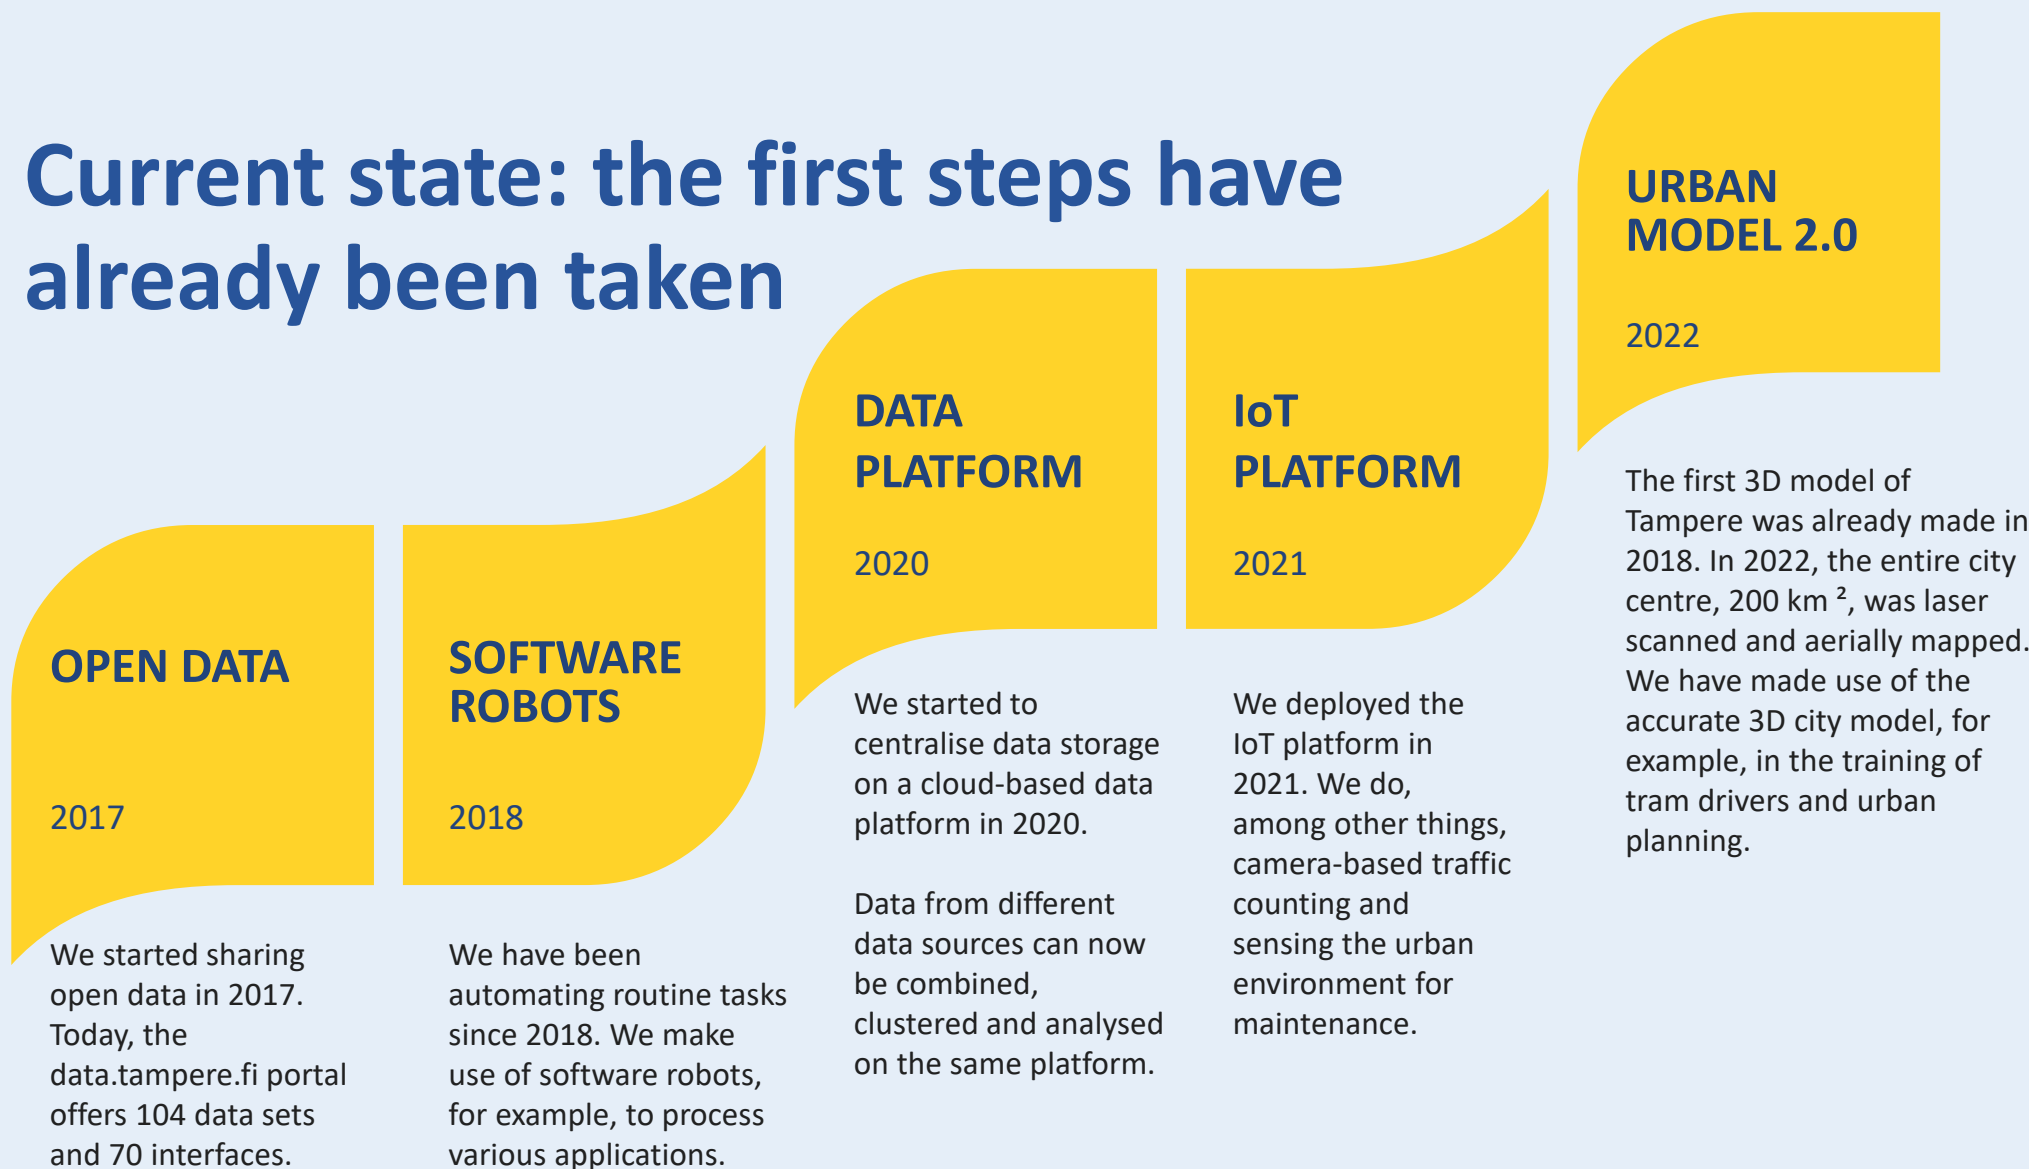 Current state: the first steps have
already been taken
OPEN DATA
2017
We started sharing
open data in 2017.
Today, the
data.tampere.fi portal
offers 104 data sets
and 70 interfaces.
SOFTWARE
ROBOTS
2018
We have been
automating routine tasks
since 2018. We make
use of software robots,
for example, to process
various applications.
DATA
PLATFORM
2020
We started to
centralise data storage
on a cloud-based data
platform in 2020.
Data from different
data sources can now
be combined,
clustered and analysed
on the same platform.
IoT
PLATFORM
2021
We deployed the
IoT platform in
2021. We do,
among other things,
camera-based traffic
counting and
sensing the urban
environment for
maintenance.
URBAN
MODEL 2.0
2022
The first 3D model of
Tampere was already made in
2018. In 2022, the entire city
centre, 200 km ², was laser
scanned and aerially mapped.
We have made use of the
accurate 3D city model, for
example, in the training of
tram drivers and urban
planning.